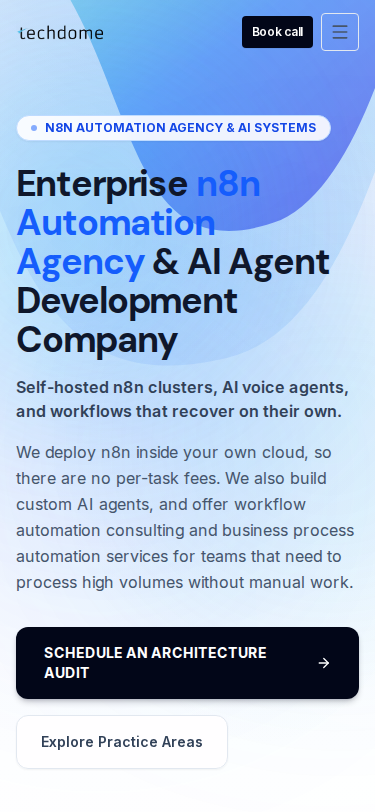 techdome
Book call
N8N AUTOMATION AGENCY & AI SYSTEMS
Enterprise n8n
Automation
Agency & AI Agent
Development
Company
Self-hosted n8n clusters, AI voice agents,
and workflows that recover on their own.
We deploy n8n inside your own cloud, so
there are no per-task fees. We also build
custom AI agents, and offer workflow
automation consulting and business process
automation services for teams that need to
process high volumes without manual work.
SCHEDULE AN ARCHITECTURE
AUDIT
Explore Practice Areas